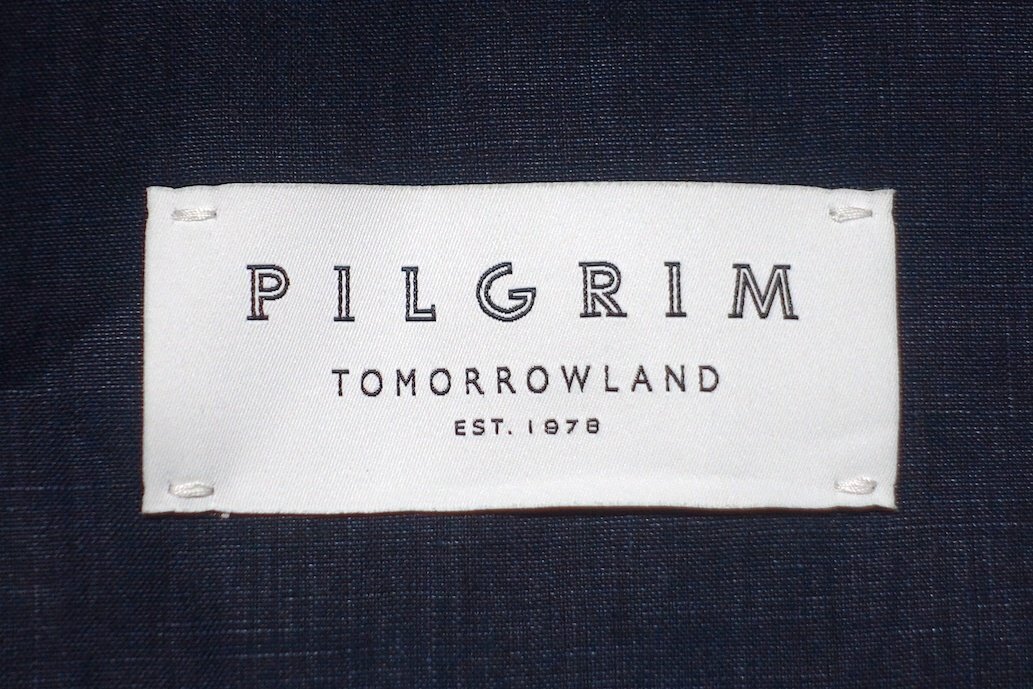 PILGRIM
TOMORROWLAND
EST. 1978